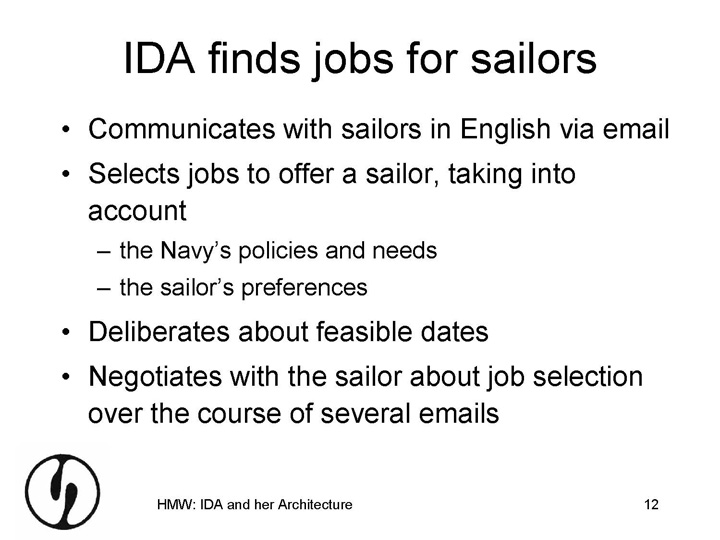 IDA finds jobs for sailors
• Communicates with sailors in English via email
• Selects jobs to offer a sailor, taking into
account
– the Navy's policies and needs
– the sailor's preferences
• Deliberates about feasible dates
• Negotiates with the sailor about job selection
over the course of several emails
HMW: IDA and her Architecture
12